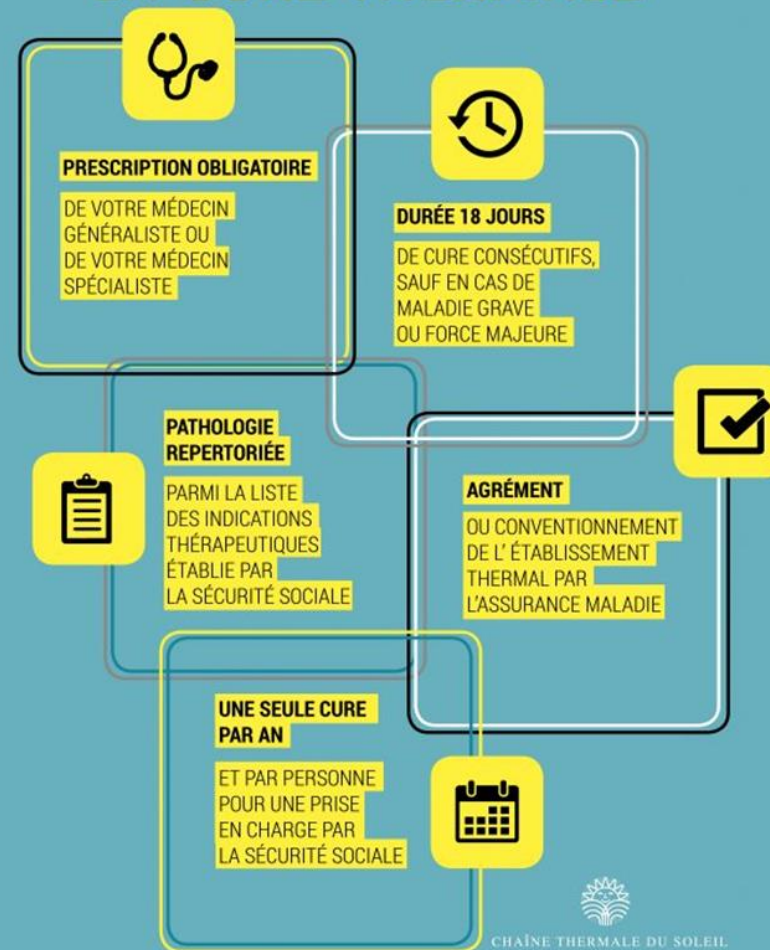 PRESCRIPTION OBLIGATOIRE
DE VOTRE MÉDECIN
GÉNÉRALISTE OU
DE VOTRE MÉDECIN
SPÉCIALISTE
DURÉE 18 JOURS
DE CURE CONSÉCUTIFS,
SAUF EN CAS DE
MALADIE GRAVE
OU FORCE MAJEURE
PATHOLOGIE
REPERTORIÉE
PARMI LA LISTE
DES INDICATIONS
THÉRAPEUTIQUES
ÉTABLIE PAR
LA SÉCURITÉ SOCIALE
AGRÉMENT
OU CONVENTIONNEMENT
DE L' ÉTABLISSEMENT
THERMAL PAR
L'ASSURANCE MALADIE
UNE SEULE CURE
PAR AN
ET PAR PERSONNE
POUR UNE PRISE
EN CHARGE PAR
LA SÉCURITÉ SOCIALE
CHAÎNE THERMALE DU SOLEIL